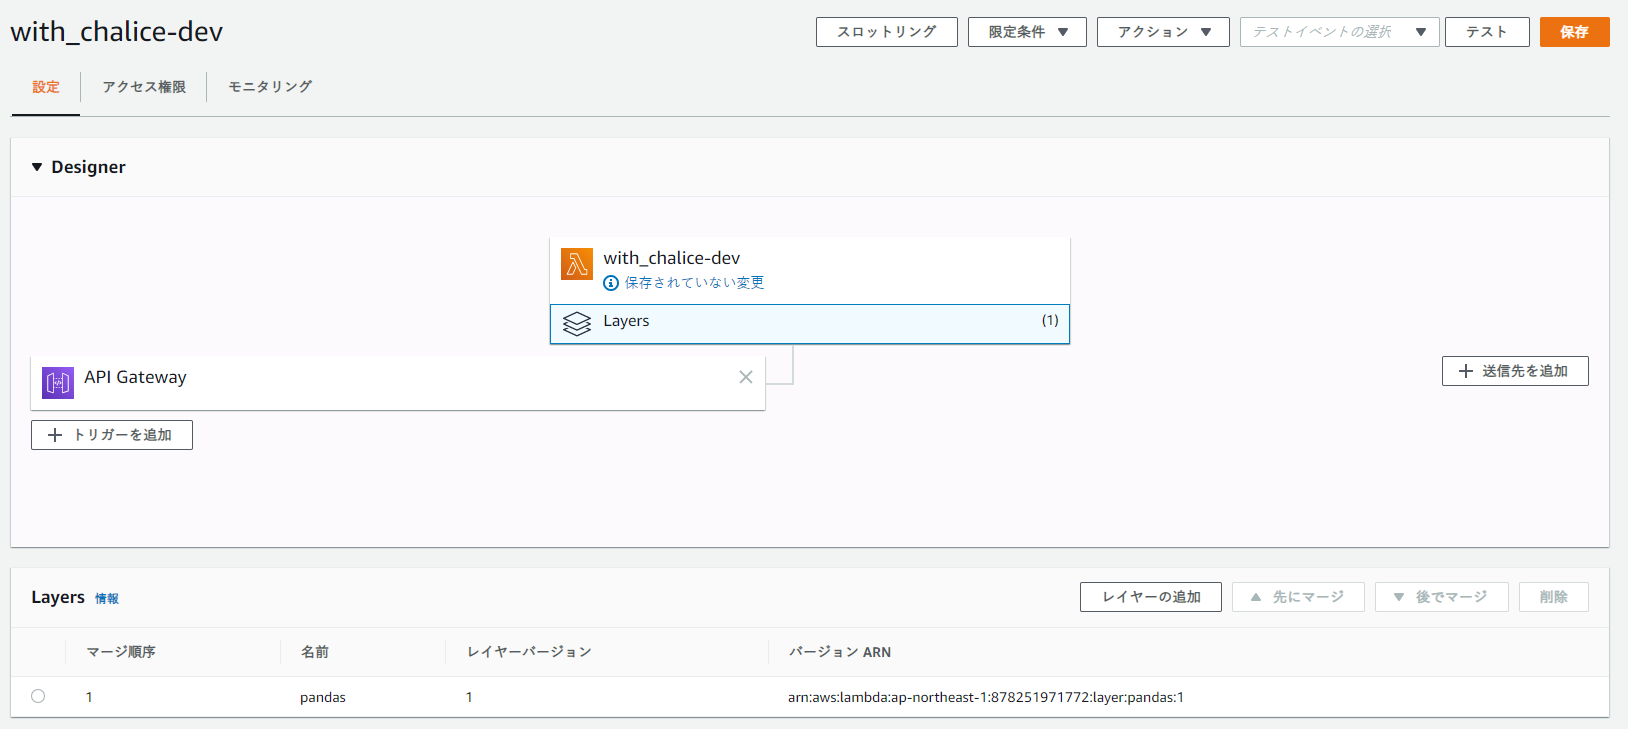 with_chalice-dev
スロットリング
限定条件
アクション
テストイベントの選択
テスト
保存
設定
アクセス権限
モニタリング
Designer
with_chalice-dev
保存されていない変更
Layers (1)
API Gateway
送信先を追加
トリガーを追加
Layers 情報
レイヤーの追加
先にマージ
後でマージ
削除
マージ順序 名前 レイヤーバージョン バージョン ARN
1 pandas 1 arn:aws:lambda:ap-northeast-1:878251971772:layer:pandas:1